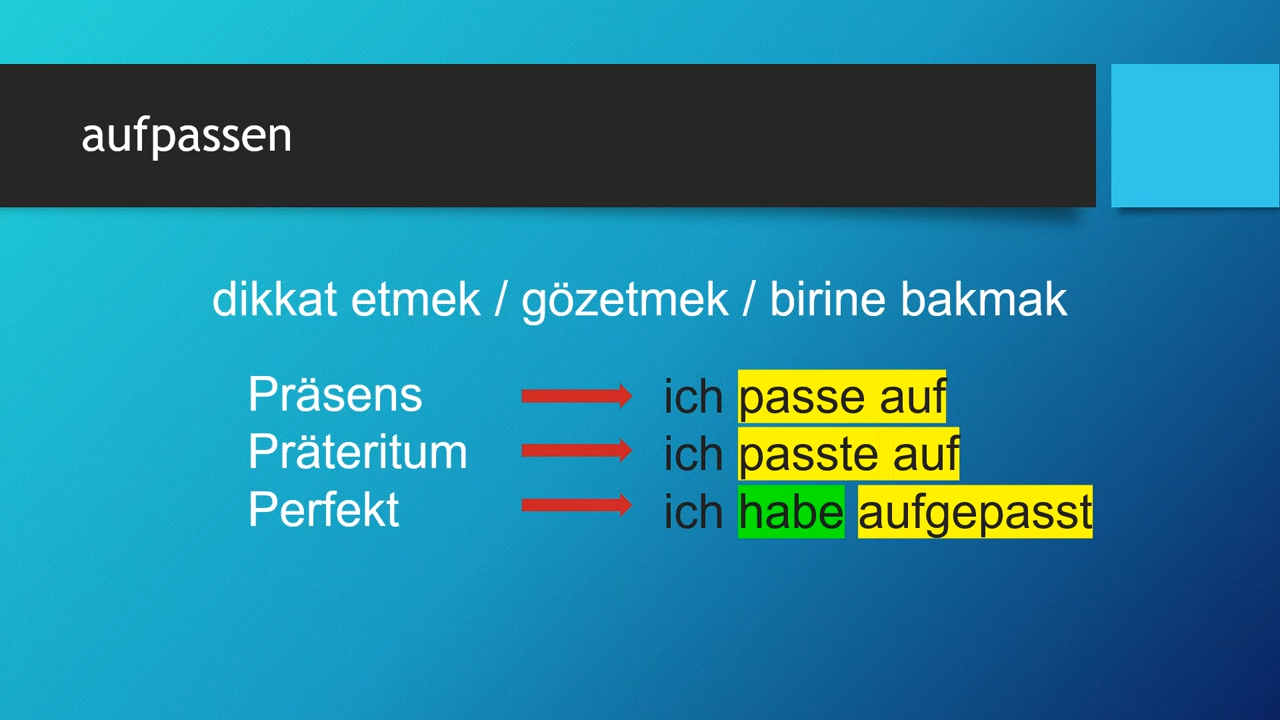 aufpassen
dikkat etmek / gözetmek / birine bakmak
Präsens ich passe auf
Präteritum ich passte auf
Perfekt ich habe aufgepasst